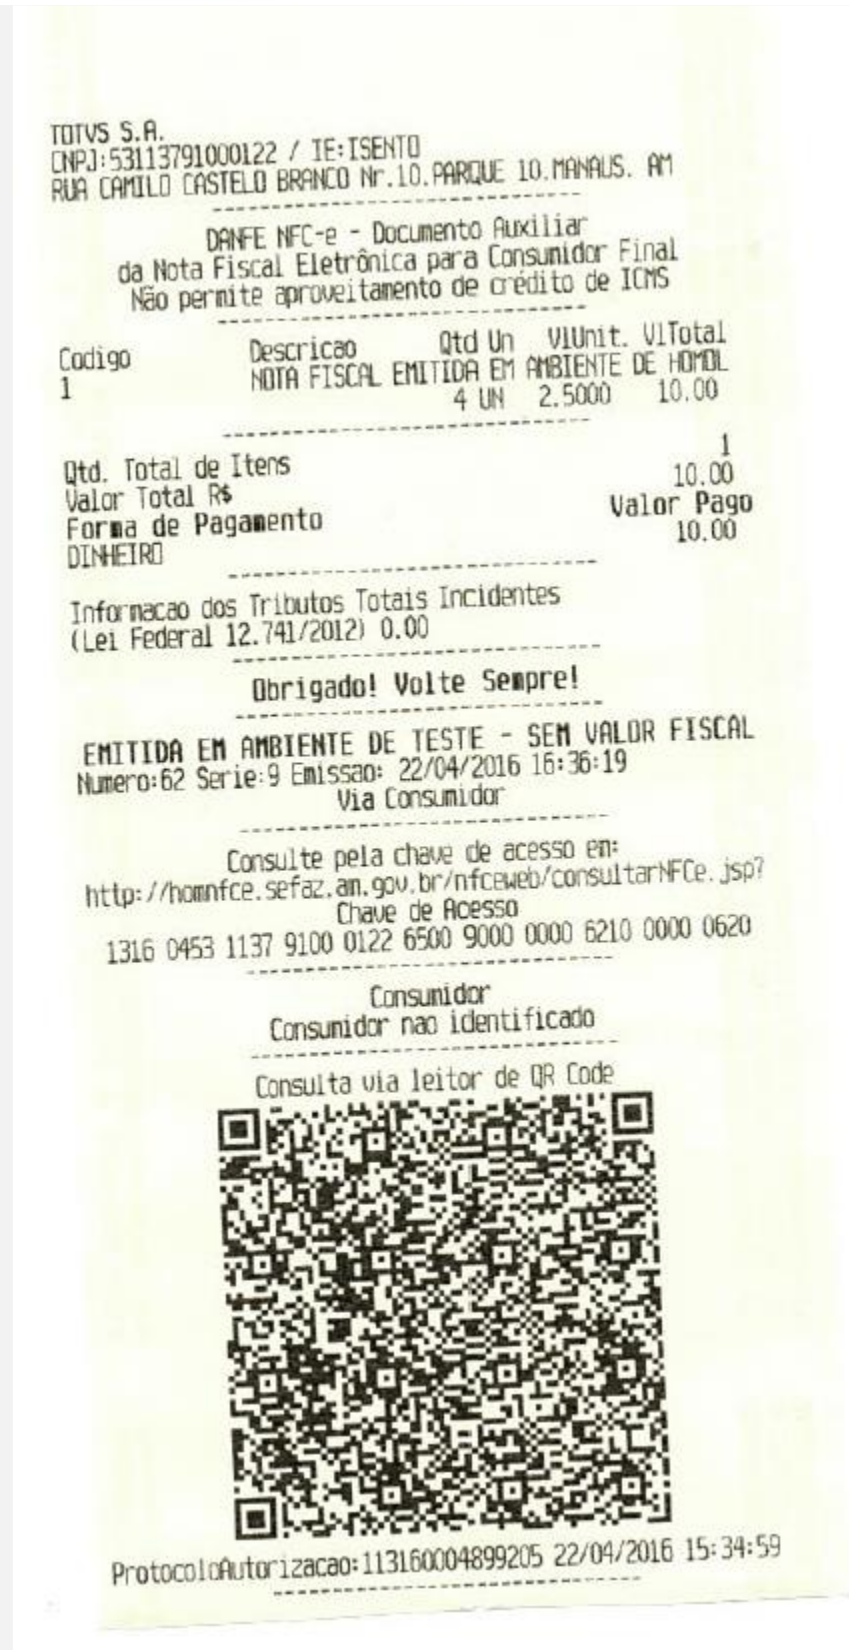 TOTVS S.A.
CNPJ:53113791000122 / IE:ISENTO
RUA CAMILO CASTELO BRANCO Nr.10.PARQUE 10.MANAUS. AM
DANFE NFC-e - Documento Auxiliar
da Nota Fiscal Eletrônica para Consumidor Final
Não permite aproveitamento de crédito de ICMS
Codigo Descricao Qtd Un VlUnit. VlTotal
1 NOTA FISCAL EMITIDA EM AMBIENTE DE HOMOL
4 UN 2.5000 10.00
Qtd. Total de Itens 1
Valor Total R$ 10.00
Forma de Pagamento Valor Pago
DINHEIRO 10.00
Informacao dos Tributos Totais Incidentes
(Lei Federal 12.741/2012) 0.00
Obrigado! Volte Sempre!
EMITIDA EM AMBIENTE DE TESTE - SEM VALOR FISCAL
Numero:62 Serie:9 Emissao: 22/04/2016 16:36:19
Via Consumidor
Consulte pela chave de acesso em:
http://homnfce.sefaz.am.gov.br/nfceweb/consultarNFCe.jsp?
Chave de Acesso
1316 0453 1137 9100 0122 6500 9000 0000 6210 0000 0620
Consumidor
Consumidor nao identificado
Consulta via leitor de QR Code
ProtocoloAutorizacao:113160004899205 22/04/2016 15:34:59